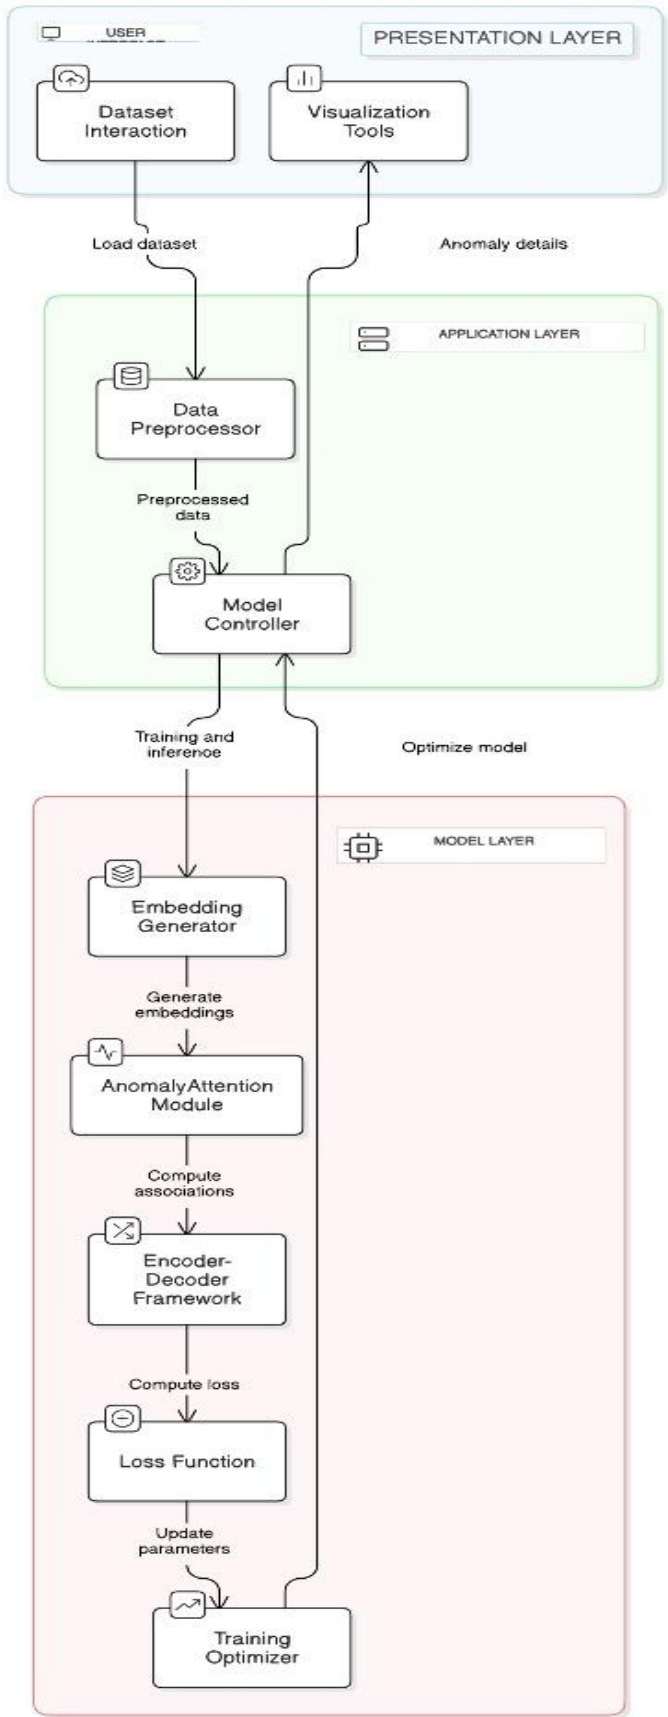 USER
PRESENTATION LAYER
Dataset
Interaction
Visualization
Tools
Load dataset
Anomaly details
APPLICATION LAYER
Data
Preprocessor
Preprocessed
data
Model
Controller
Training and
inference
Optimize model
MODEL LAYER
Embedding
Generator
Generate
embeddings
AnomalyAttention
Module
Compute
associations
Encoder-
Decoder
Framework
Compute loss
Loss Function
Update
parameters
Training
Optimizer